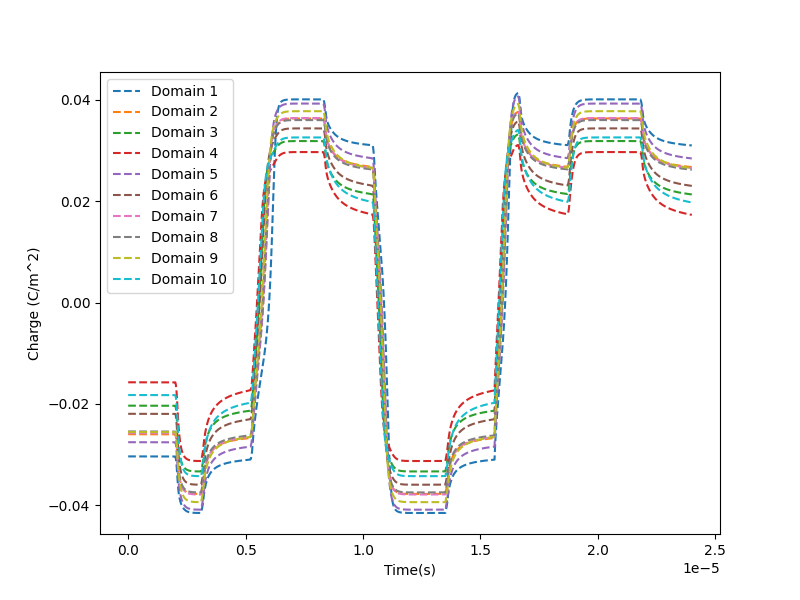 0.04
0.02
0.00
−0.02
−0.04
Charge (C/m^2)
Domain 1
Domain 2
Domain 3
Domain 4
Domain 5
Domain 6
Domain 7
Domain 8
Domain 9
Domain 10
0.0 0.5 1.0 1.5 2.0 2.5
1e−5
Time(s)